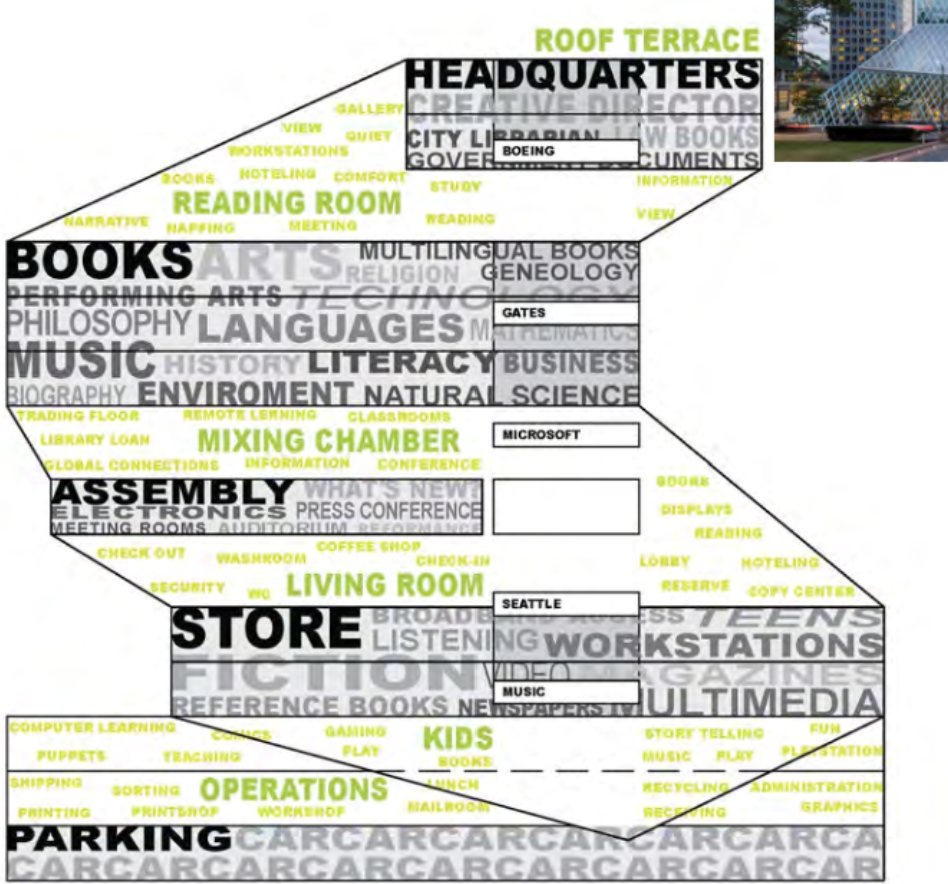 ROOF TERRACE
HEADQUARTERS
CREATIVE DIRECTOR
GALLERY
VIEW QUIET
CITY LIBRARIAN LAW BOOKS
BOEING
WORKSTATIONS
GOVERNMENT DOCUMENTS
BOOKS HOTELING COMFORT
STUDY
INFORMATION
READING ROOM
NARRATIVE NAPPING MEETING
READING
VIEW
BOOKS ARTS MULTILINGUAL BOOKS
RELIGION GENEOLOGY
PERFORMING ARTS TECHNOLOGY
GATES
PHILOSOPHY LANGUAGES MATHEMATICS
MUSIC HISTORY LITERACY BUSINESS
BIOGRAPHY ENVIROMENT NATURAL SCIENCE
TRADING FLOOR REMOTE LERNING CLASSROOMS
LIBRARY LOAN MIXING CHAMBER
MICROSOFT
GLOBAL CONNECTIONS INFORMATION CONFERENCE
ASSEMBLY WHAT'S NEW?
BOOKS
ELECTRONICS PRESS CONFERENCE
DISPLAYS
MEETING ROOMS AUDITORIUM REFORMANCE
READING
CHECK OUT WASHROOM COFFEE SHOP CHECK-IN
LOBBY HOTELING
SECURITY WC LIVING ROOM
RESERVE COPY CENTER
SEATTLE
STORE BROADBAND ACCESS TEENS
LISTENING WORKSTATIONS
FICTION VIDEO MAGAZINES
MUSIC
REFERENCE BOOKS NEWSPAPERS MULTIMEDIA
COMPUTER LEARNING COMICS GAMING KIDS STORY TELLING FUN
PUPPETS TEACHING PLAY BOOKS MUSIC PLAY PLAYSTATION
SHIPPING SORTING OPERATIONS LUNCH RECYCLING ADMINISTRATION
PRINTING PRINTSHOP WORKSHOP MAILROOM RECEIVING GRAPHICS
PARKING CARCARCARCARCARCARCARCA
CARCARCARCARCARCARCARCARCARCAR